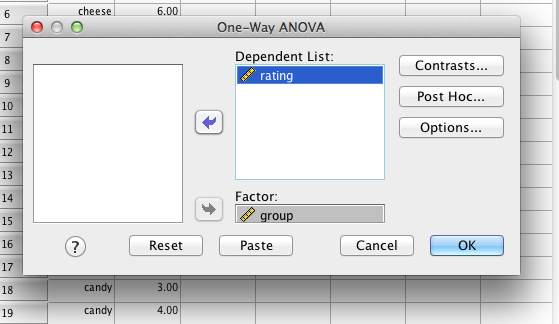 6 cheese 6.00
One-Way ANOVA
7
8
9
10
11
12
13
14
15
16
17
Dependent List:
rating
Factor:
group
Contrasts...
Post Hoc...
Options...
?
Reset
Paste
Cancel
OK
18 candy 3.00
19 candy 4.00